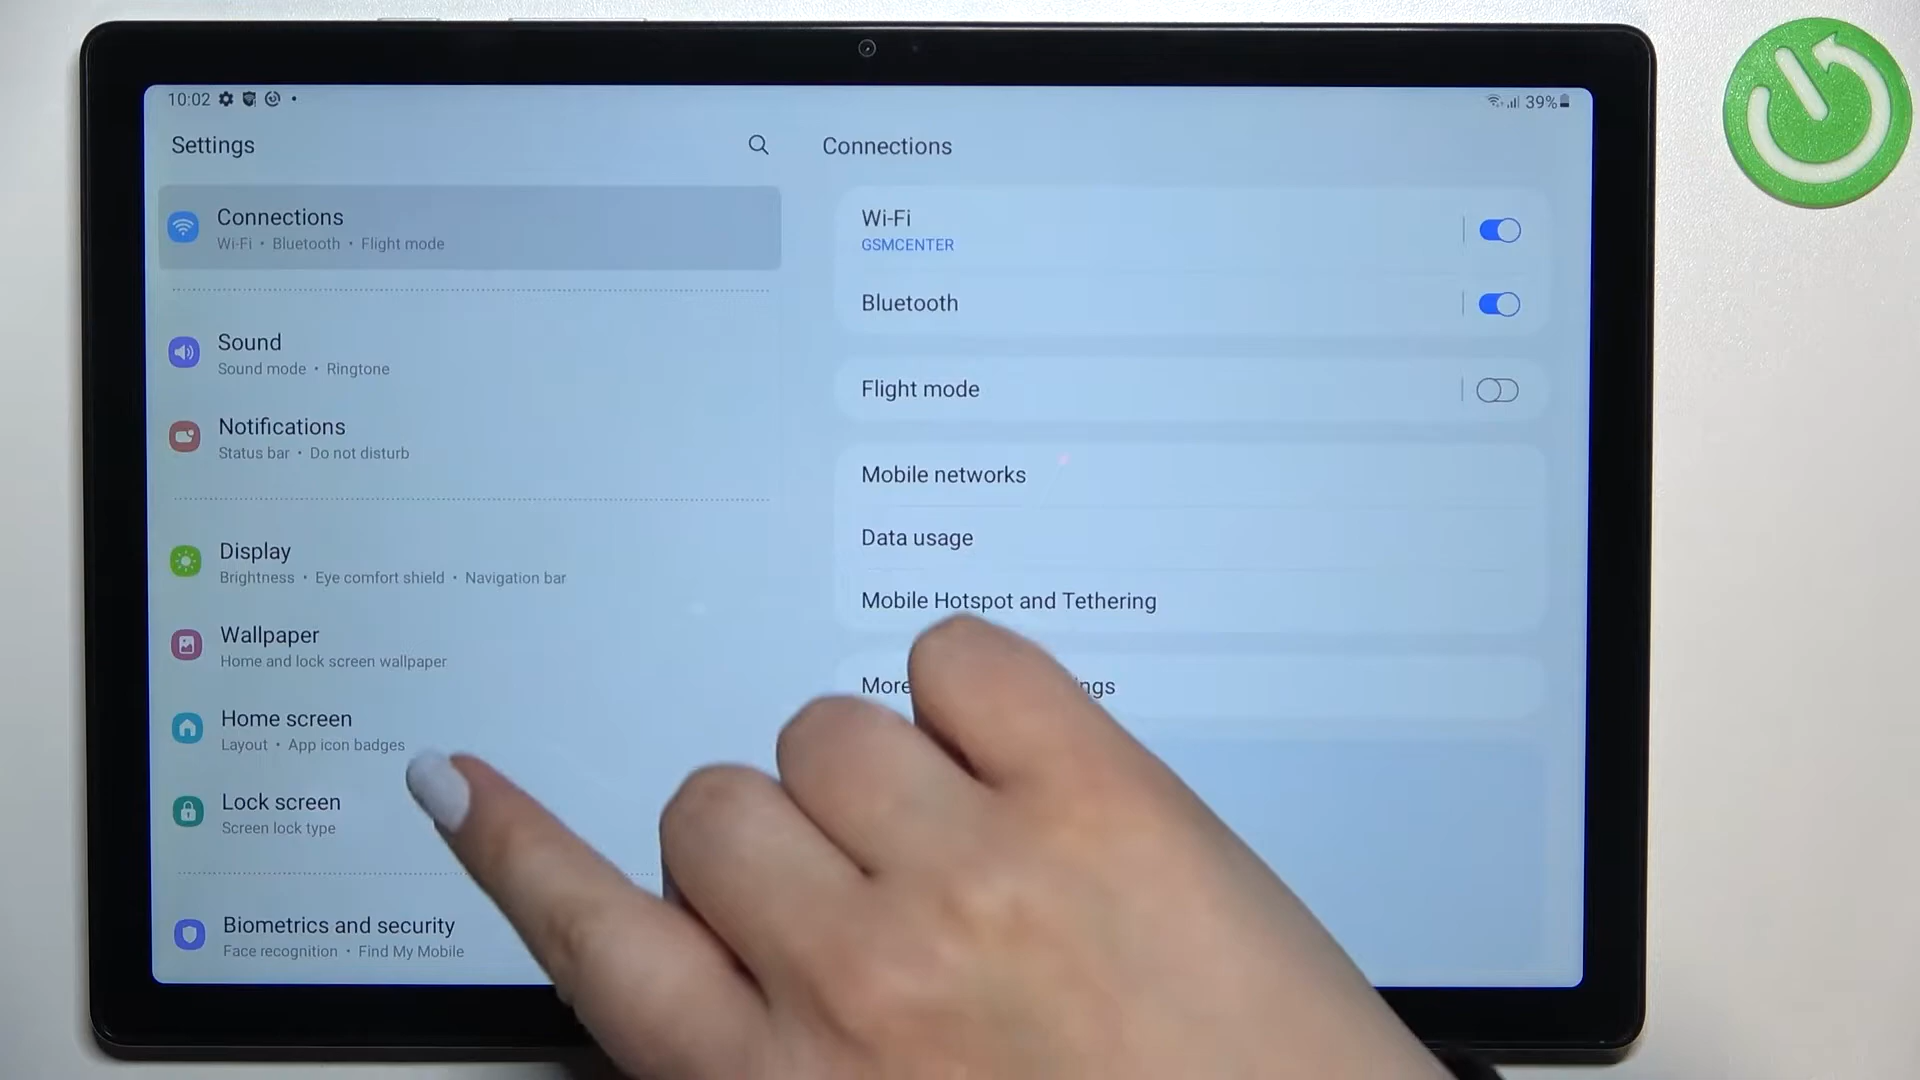 10:02
39%
Settings
Connections
Wi-Fi • Bluetooth • Flight mode
Sound
Sound mode • Ringtone
Notifications
Status bar • Do not disturb
Display
Brightness • Eye comfort shield • Navigation bar
Wallpaper
Home and lock screen wallpaper
Home screen
Layout • App icon badges
Lock screen
Screen lock type
Biometrics and security
Face recognition • Find My Mobile
Connections
Wi-Fi
GSMCENTER
Bluetooth
Flight mode
Mobile networks
Data usage
Mobile Hotspot and Tethering
More